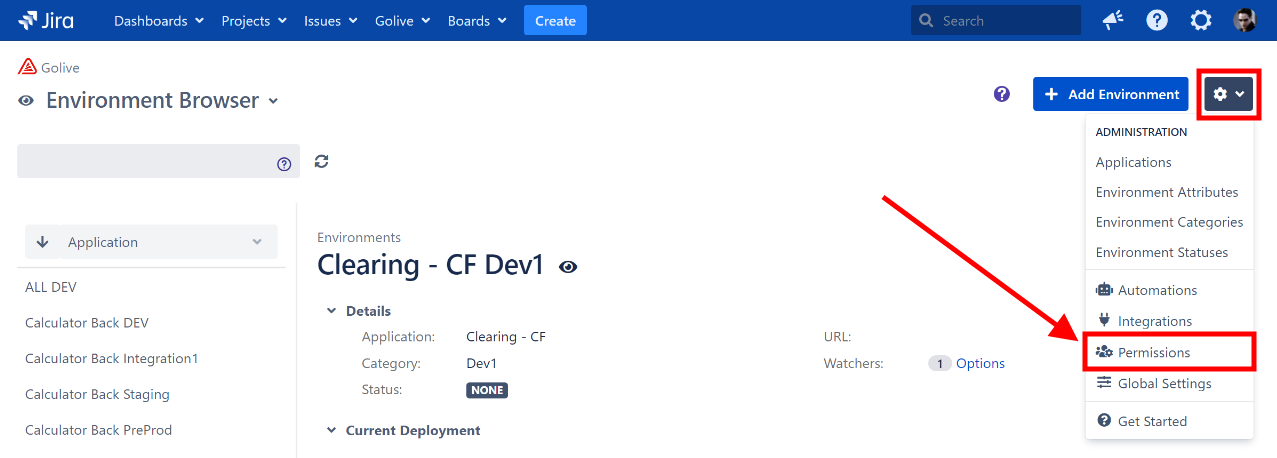 Jira Dashboards Projects Issues Golive Boards Create Search
Golive
Environment Browser
Add Environment
ADMINISTRATION
Applications
Environment Attributes
Environment Categories
Environment Statuses
Automations
Integrations
Permissions
Global Settings
Get Started
Application
ALL DEV
Calculator Back DEV
Calculator Back Integration1
Calculator Back Staging
Calculator Back PreProd
Environments
Clearing - CF Dev1
Details
Application: Clearing - CF
Category: Dev1
Status: NONE
URL:
Watchers: 1 Options
Current Deployment